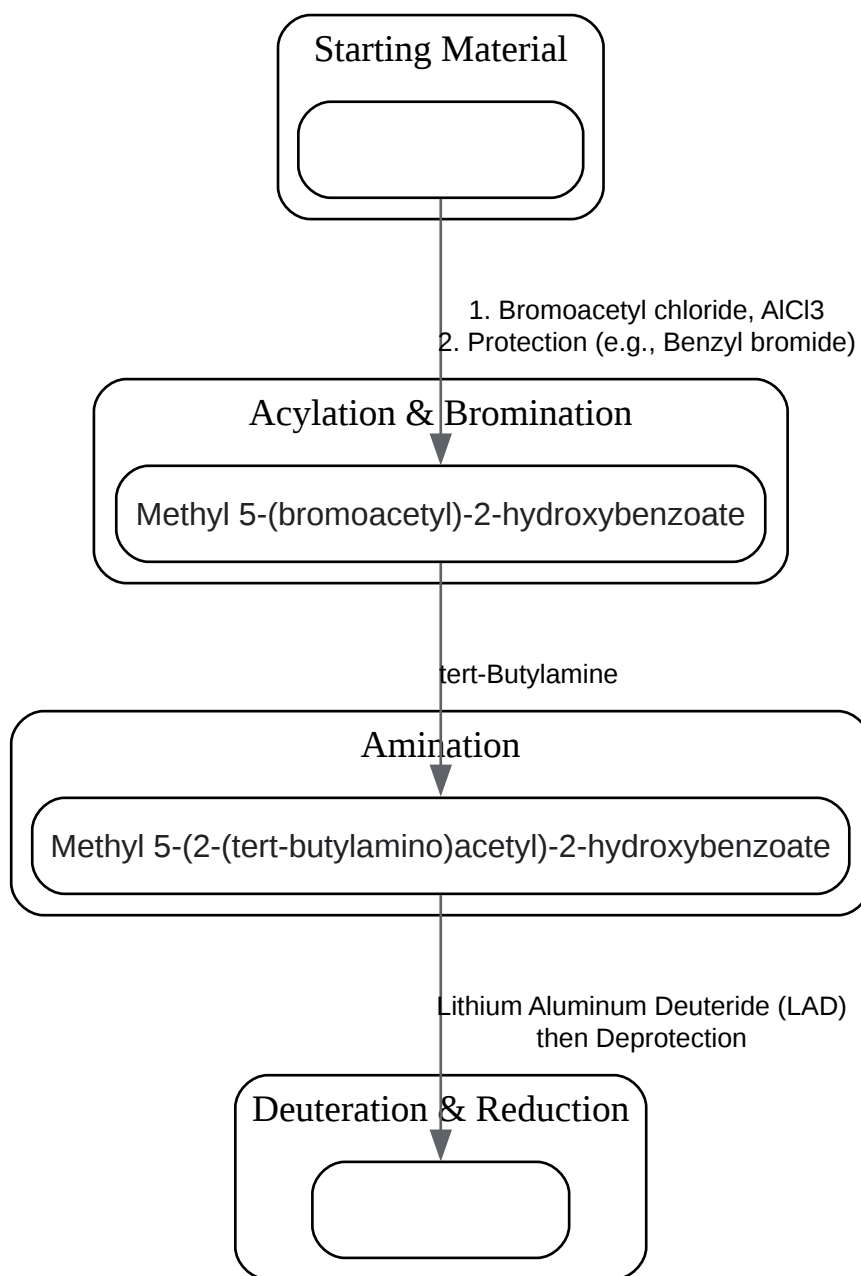 Starting Material
1. Bromoacetyl chloride, AlCl3
2. Protection (e.g., Benzyl bromide)
Acylation & Bromination
Methyl 5-(bromoacetyl)-2-hydroxybenzoate
tert-Butylamine
Amination
Methyl 5-(2-(tert-butylamino)acetyl)-2-hydroxybenzoate
Lithium Aluminum Deuteride (LAD)
then Deprotection
Deuteration & Reduction